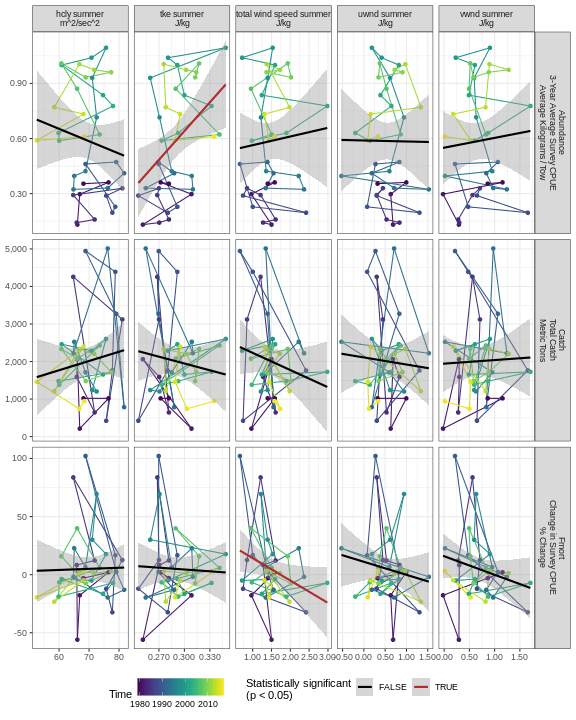 hcly summer
m^2/sec^2
tke summer
J/kg
total wind speed summer
J/kg
uwnd summer
J/kg
vwnd summer
J/kg
0.90
0.60
0.30
Abundance
3-Year Average Survey CPUE
Average Kilograms / Tow
5,000
4,000
3,000
2,000
1,000
0
Catch
Total Catch
Metric Tons
100
50
0
-50
Fmort
Change in Survey CPUE
% Change
60 70 80
0.270 0.300 0.330
1.00 1.50 2.00 2.50 3.00
-0.50 0.00 0.50 1.00 1.50
0.00 0.50 1.00 1.50
Time
1980 1990 2000 2010
Statistically significant
(p < 0.05)
FALSE
TRUE